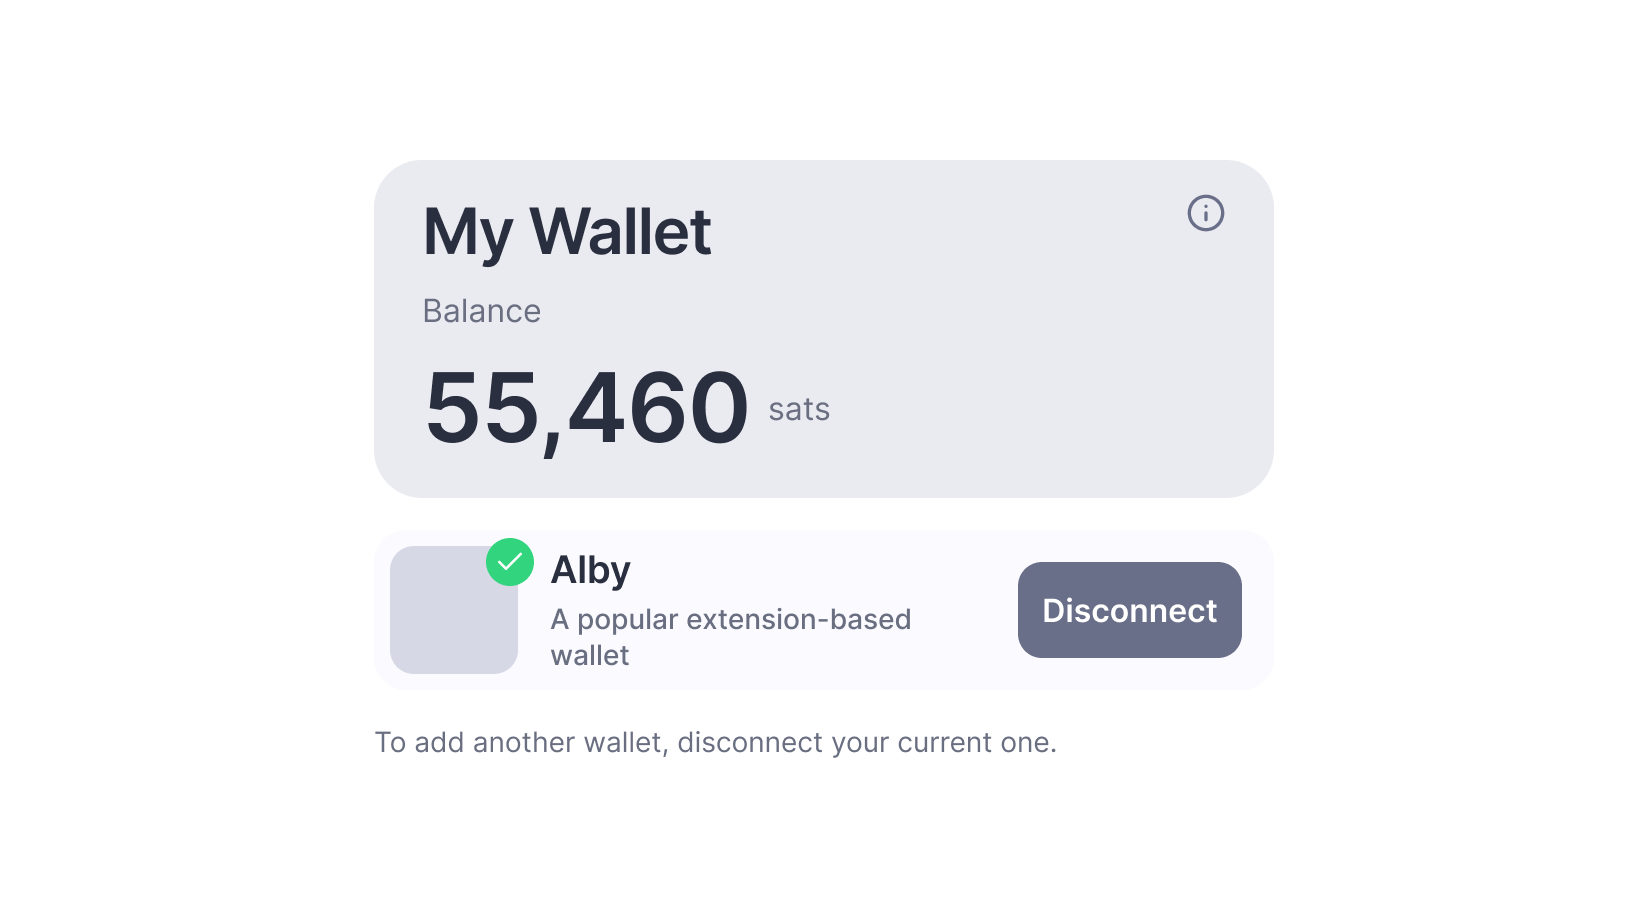 My Wallet
Balance
55,460 sats
Alby
A popular extension-based
wallet
Disconnect
To add another wallet, disconnect your current one.